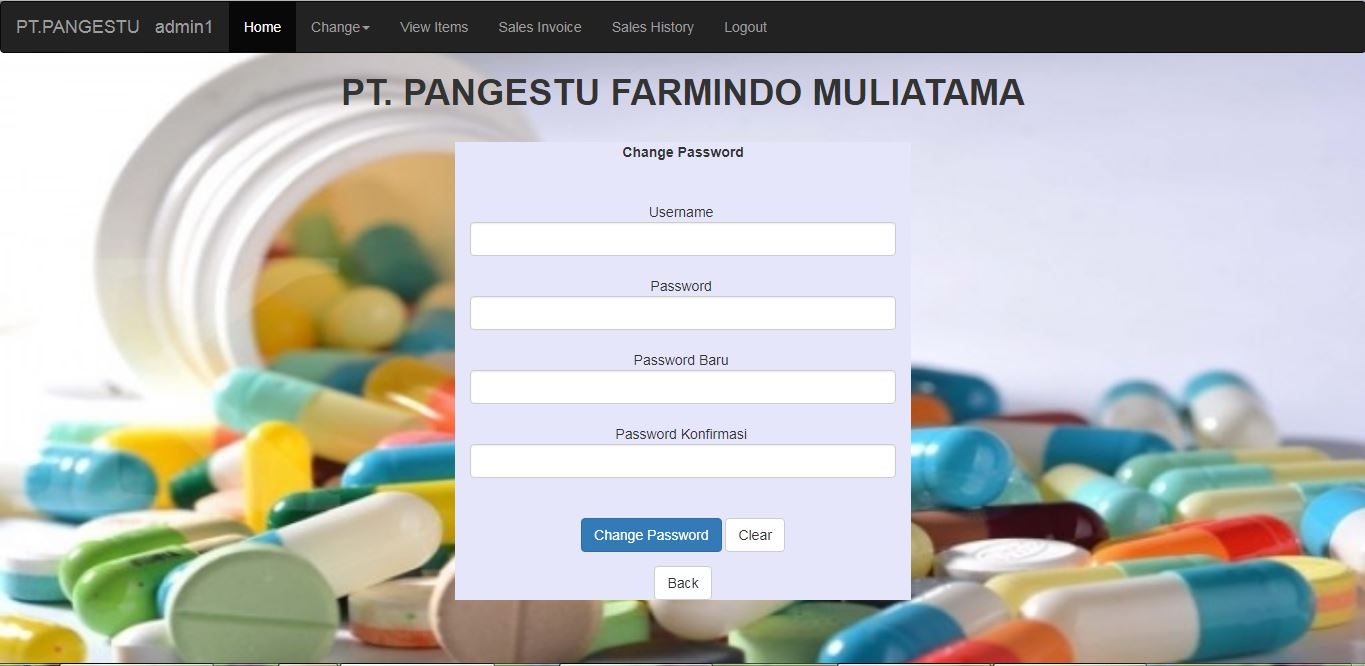 PT.PANGESTU admin1 Home Change View Items Sales Invoice Sales History Logout
PT. PANGESTU FARMINDO MULIATAMA
Change Password
Username
Password
Password Baru
Password Konfirmasi
Change Password Clear
Back